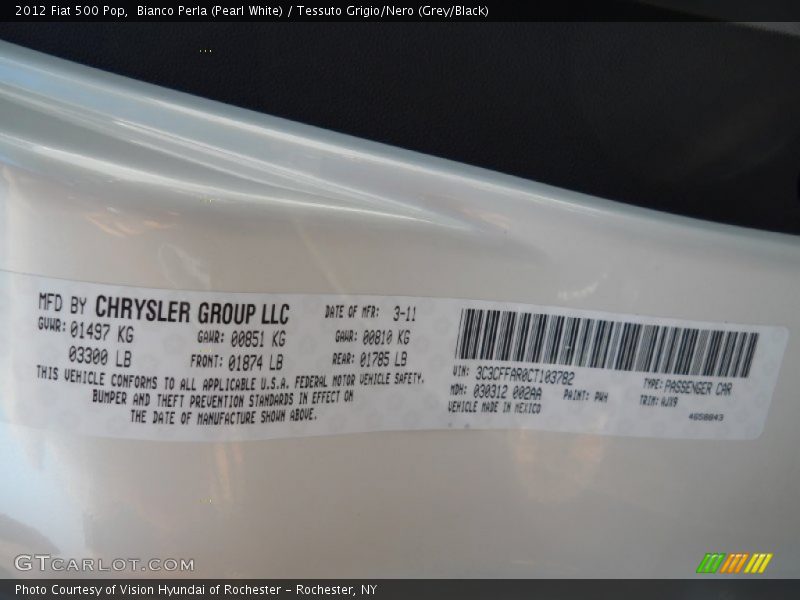 2012 Fiat 500 Pop,  Bianco Perla (Pearl White) / Tessuto Grigio/Nero (Grey/Black)
MFD BY CHRYSLER GROUP LLC
DATE OF MFR: 3-11
GVWR: 01497 KG
GAWR: 00851 KG
GAWR: 00810 KG
03300 LB
FRONT: 01874 LB
REAR: 01785 LB
THIS VEHICLE CONFORMS TO ALL APPLICABLE U.S.A. FEDERAL MOTOR VEHICLE SAFETY,
BUMPER AND THEFT PREVENTION STANDARDS IN EFFECT ON
THE DATE OF MANUFACTURE SHOWN ABOVE.
VIN: 3C3CFFAR0CT103782
TYPE: PASSENGER CAR
MDH: 030312 002AA
PAINT: PWH
TRIM: AJX9
VEHICLE MADE IN MEXICO
4658843
GTCARLOT.COM
Photo Courtesy of Vision Hyundai of Rochester - Rochester, NY